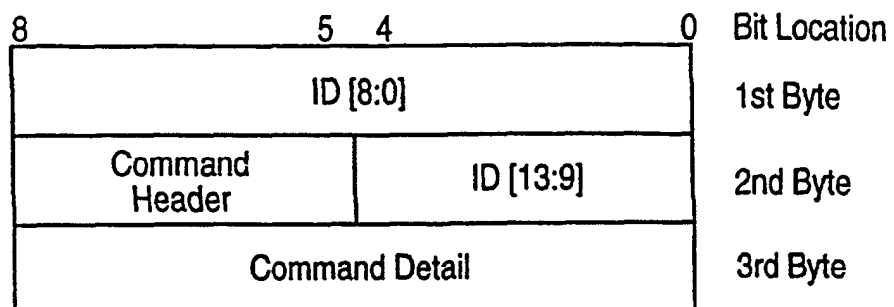 8 5 4 0 Bit Location
ID [8:0] 1st Byte
Command
Header
ID [13:9] 2nd Byte
Command Detail 3rd Byte